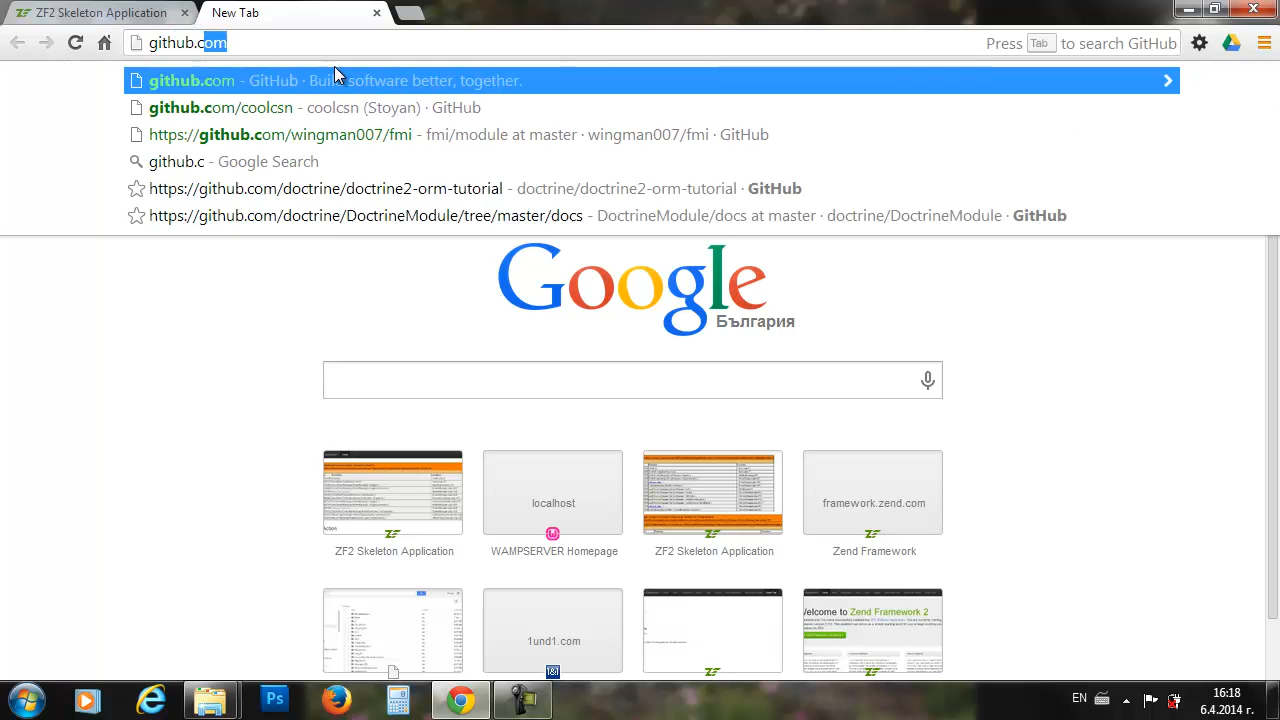 ZF2 Skeleton Application
New Tab
github.com
Press Tab to search GitHub
github.com - GitHub · Build software better, together.
github.com/coolcsn - coolcsn (Stoyan) · GitHub
https://github.com/wingman007/fmi - fmi/module at master · wingman007/fmi · GitHub
github.c - Google Search
https://github.com/doctrine/doctrine2-orm-tutorial - doctrine/doctrine2-orm-tutorial · GitHub
https://github.com/doctrine/DoctrineModule/tree/master/docs - DoctrineModule/docs at master · doctrine/DoctrineModule · GitHub
Google
България
localhost
framework.zend.com
ZF2 Skeleton Application
WAMPSERVER Homepage
ZF2 Skeleton Application
Zend Framework
gmail.com
Welcome to Zend Framework 2
Ps
EN
16:18
6.4.2014 г.